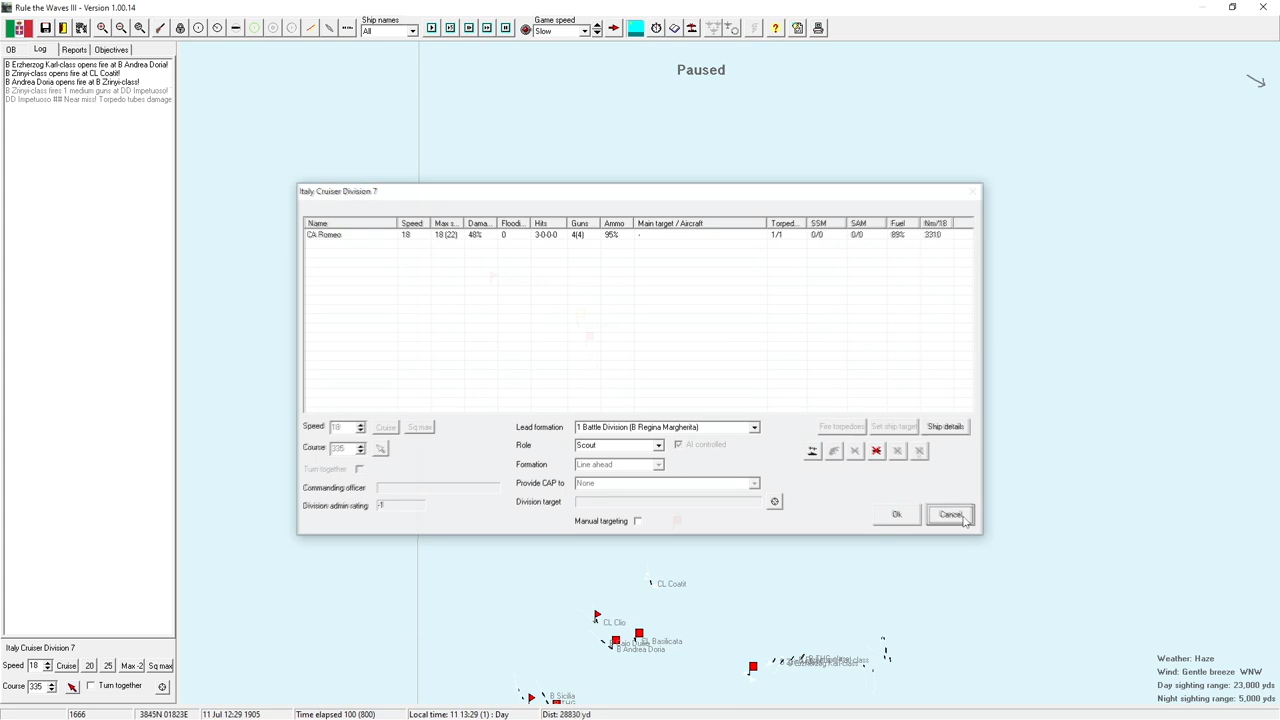 Rule the Waves III - Version 1.00.14
Ship names
All
Game speed
Slow
OB Log Reports Objectives
B Erzherzog Karl-class opens fire at B Andrea Doria!
B Zrinyi-class opens fire at CL Coatit!
B Andrea Doria opens fire at B Zrinyi-class!
B Zrinyi-class fires 1 medium guns at DD Impetuoso!
DD Impetuoso ## Near miss! Torpedo tubes damage
Paused
Italy Cruiser Division 7
Name Speed Max s... Dama... Floodi... Hits Guns Ammo Main target / Aircraft Torped... SSM SAM Fuel Nm/18
CA Romeo 18 18 (22) 48% 0 3-0-0-0 4(4) 95% - 1/1 0/0 0/0 89% 3310
Speed 18 Cruise Sq max
Course 335
Turn together
Commanding officer
Division admin rating -1
Lead formation 1 Battle Division (B Regina Margherita)
Role Scout AI controlled
Formation Line ahead
Provide CAP to None
Division target
Manual targeting
Fire torpedoes Set ship target Ship details
Ok Cancel
CL Coatit
CL Clio
CL Basilicata
B Andrea Doria
B Sicilia
Italy Cruiser Division 7
Speed 18 Cruise 20 25 Max -2 Sq max
Course 335 Turn together
Weather: Haze
Wind: Gentle breeze WNW
Day sighting range: 23,000 yds
Night sighting range: 5,000 yds
1666 3845N 01823E 11 Jul 12:29 1905 Time elapsed 100 (800) Local time: 11 13:29 (1) : Day Dist: 28830 yd